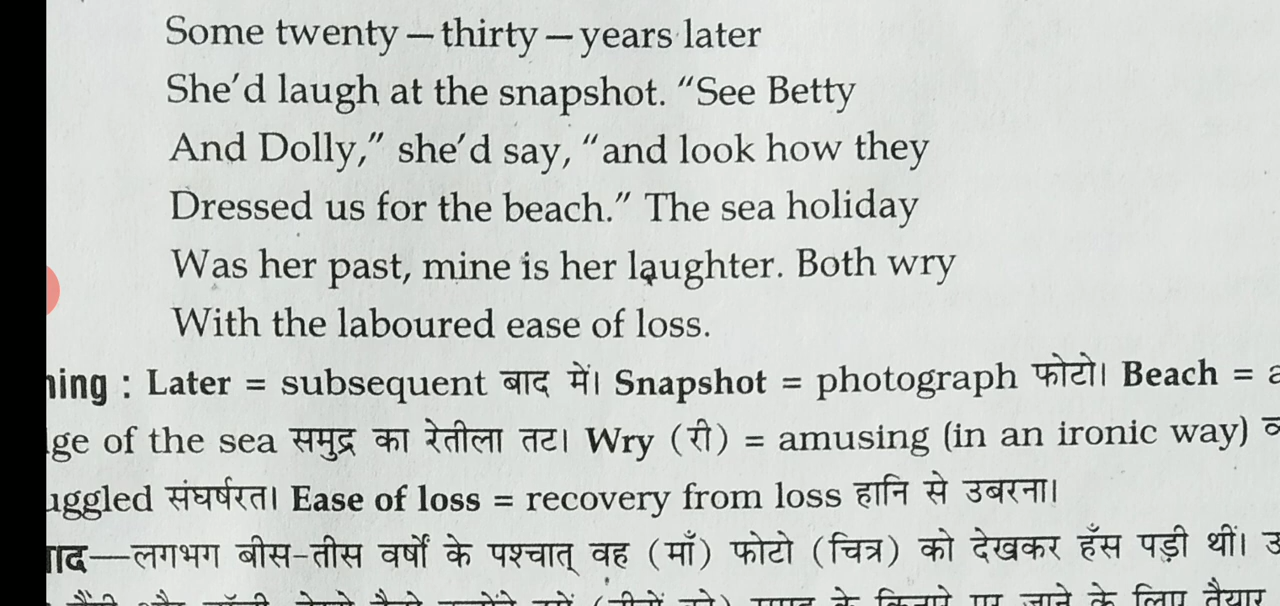 Some twenty – thirty – years later
She'd laugh at the snapshot. "See Betty
And Dolly," she'd say, "and look how they
Dressed us for the beach." The sea holiday
Was her past, mine is her laughter. Both wry
With the laboured ease of loss.
: Later = subsequent बाद में। Snapshot = photograph फोटो। Beach =
of the sea समुद्र का रेतीला तट। Wry (री) = amusing (in an ironic way)
संघर्षरत। Ease of loss = recovery from loss हानि से उबरना।
—लगभग बीस-तीस वर्षों के पश्चात् वह (माँ) फोटो (चित्र) को देखकर हँस पड़ी थीं।